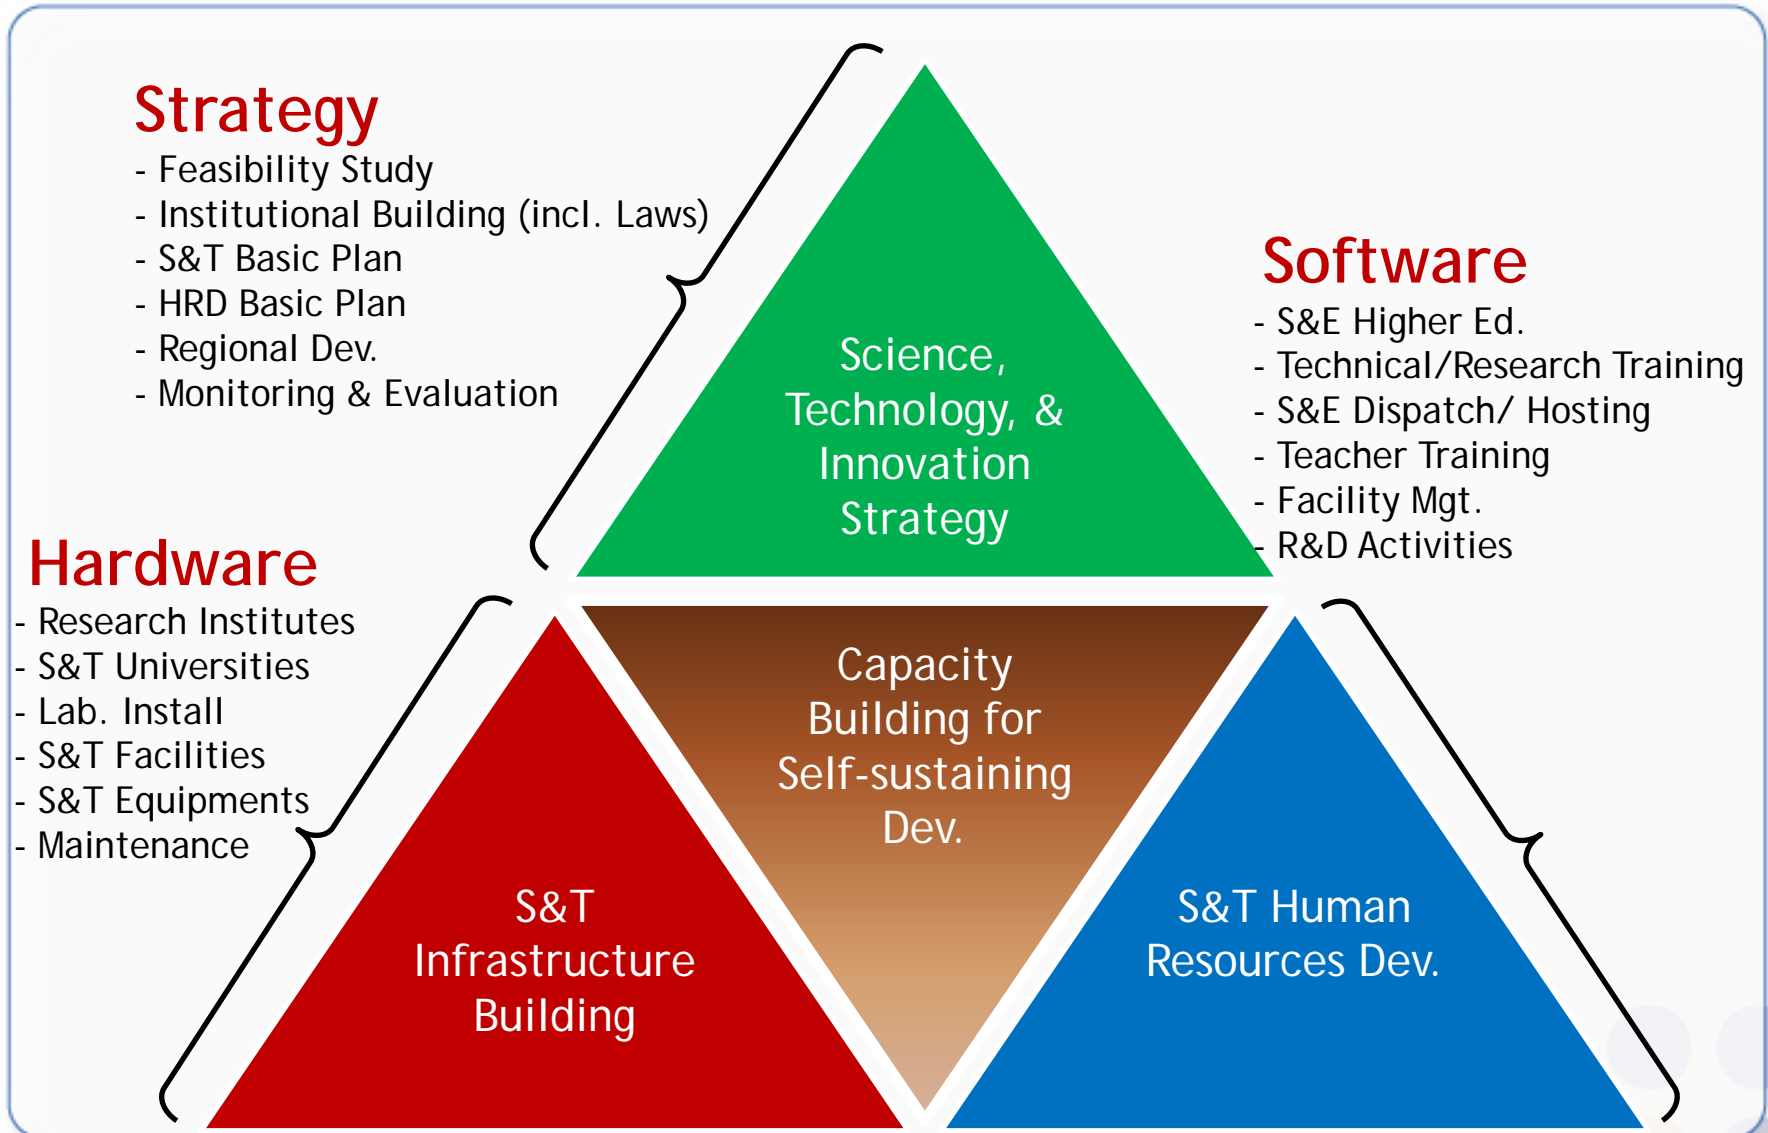 Strategy
- Feasibility Study
- Institutional Building (incl. Laws)
- S&T Basic Plan
- HRD Basic Plan
- Regional Dev.
- Monitoring & Evaluation
Software
- S&E Higher Ed.
- Technical/Research Training
- S&E Dispatch/ Hosting
- Teacher Training
- Facility Mgt.
- R&D Activities
Science,
Technology, &
Innovation
Strategy
Hardware
- Research Institutes
- S&T Universities
- Lab. Install
- S&T Facilities
- S&T Equipments
- Maintenance
Capacity
Building for
Self-sustaining
Dev.
S&T
Infrastructure
Building
S&T Human
Resources Dev.